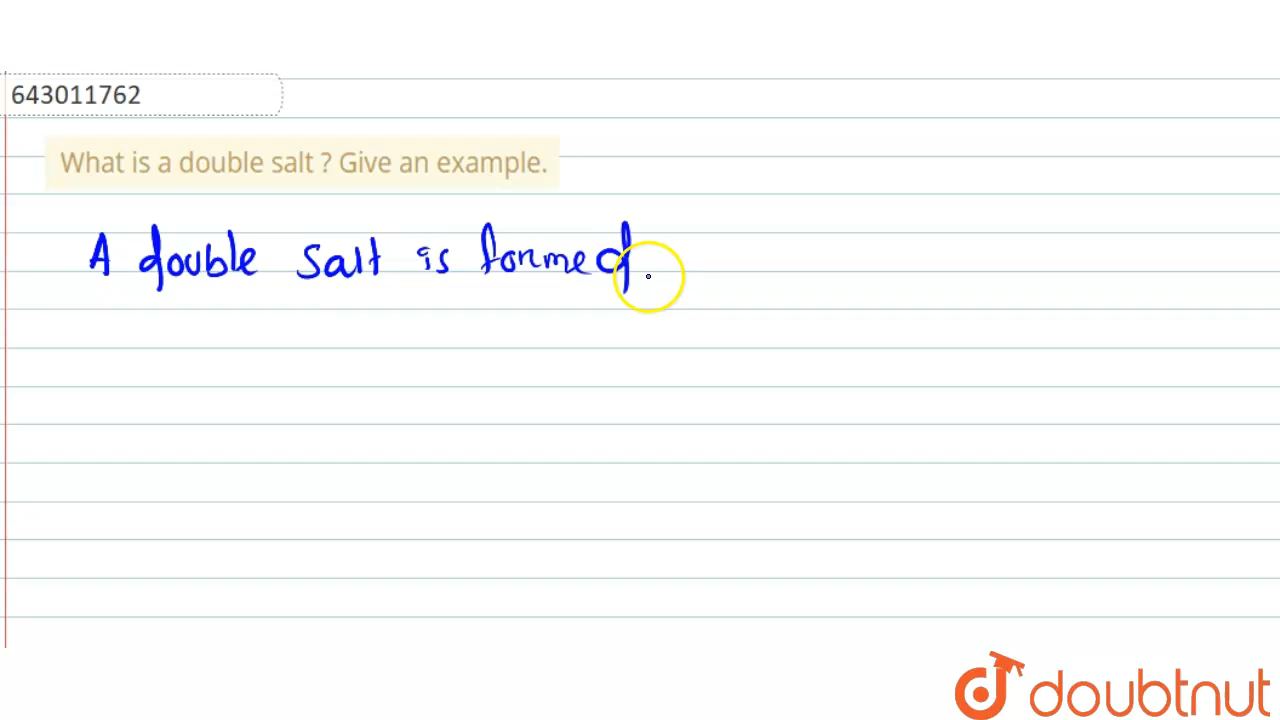 643011762
What is a double salt ? Give an example.
A double salt is formed
doubtnut